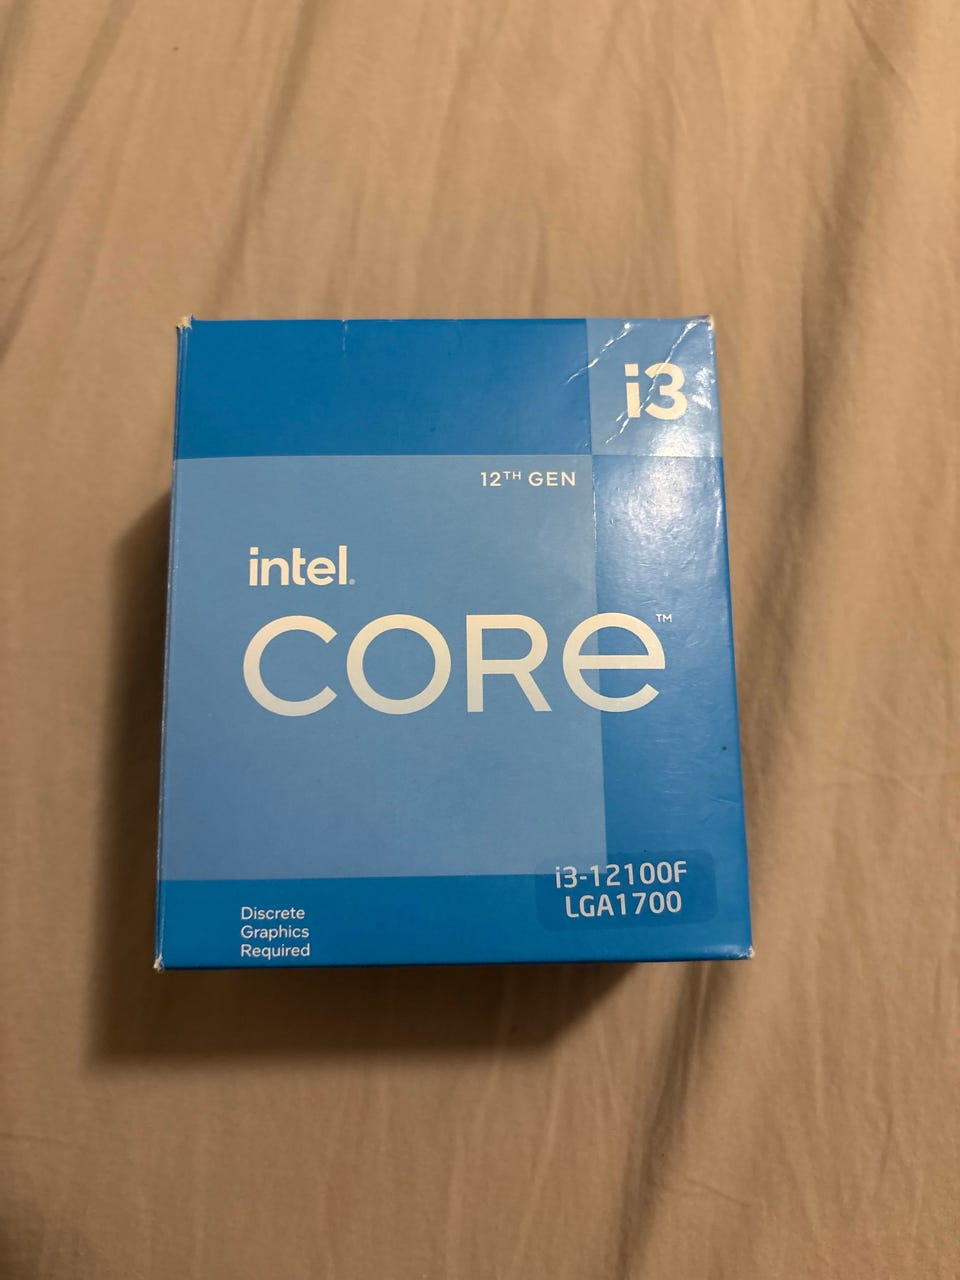 i3
12TH GEN
intel.
CORe™
i3-12100F
LGA1700
Discrete
Graphics
Required